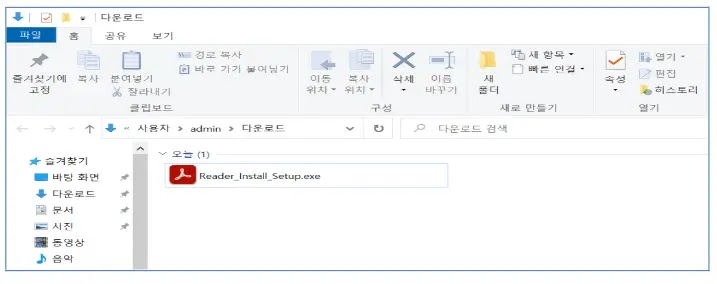 다운로드
파일 홈 공유 보기
즐겨찾기에 고정
복사
붙여넣기
경로 복사
바로 가기 붙여넣기
잘라내기
클립보드
이동 위치
복사 위치
삭제
이름 바꾸기
구성
새 폴더
새 항목
빠른 연결
새로 만들기
속성
열기
편집
히스토리
열기
« 사용자 > admin > 다운로드
다운로드 검색
즐겨찾기
바탕 화면
다운로드
문서
사진
동영상
음악
오늘 (1)
Reader_Install_Setup.exe